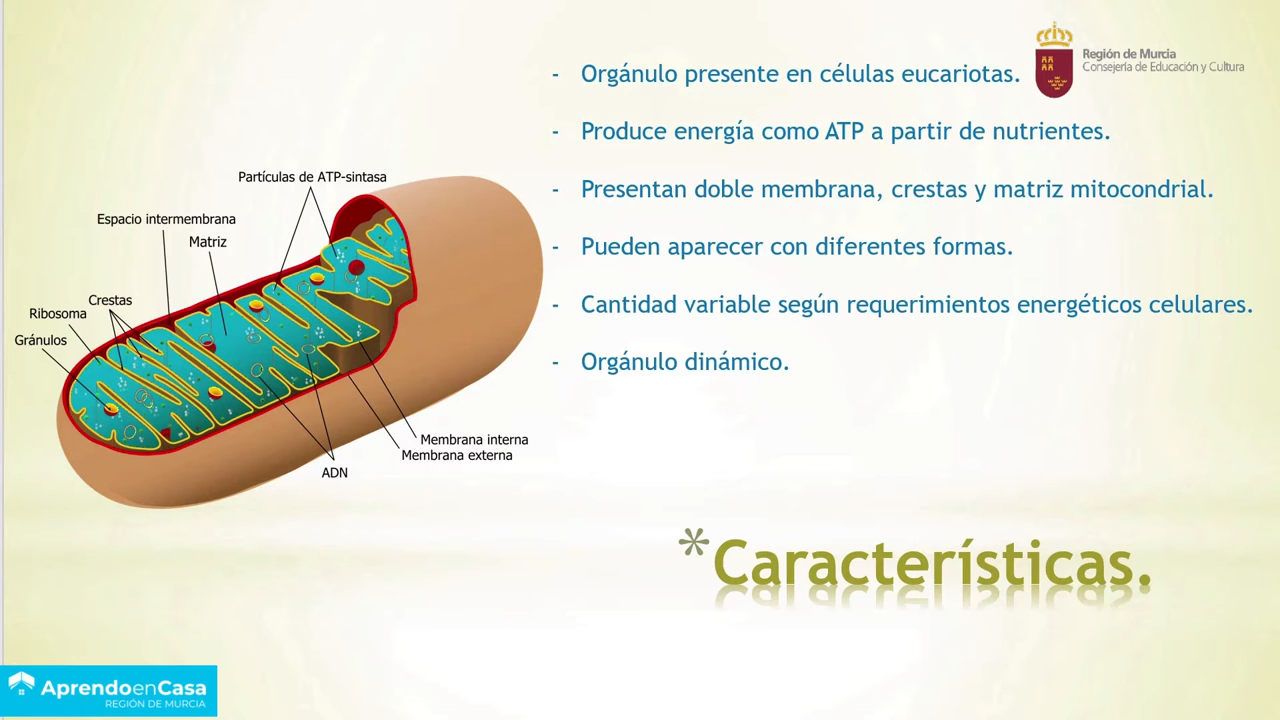 Región de Murcia
Consejería de Educación y Cultura
- Orgánulo presente en células eucariotas.
- Produce energía como ATP a partir de nutrientes.
- Presentan doble membrana, crestas y matriz mitocondrial.
- Pueden aparecer con diferentes formas.
- Cantidad variable según requerimientos energéticos celulares.
- Orgánulo dinámico.
Partículas de ATP-sintasa
Espacio intermembrana
Matriz
Crestas
Ribosoma
Gránulos
Membrana interna
Membrana externa
ADN
*Características.
AprendoenCasa
REGIÓN DE MURCIA